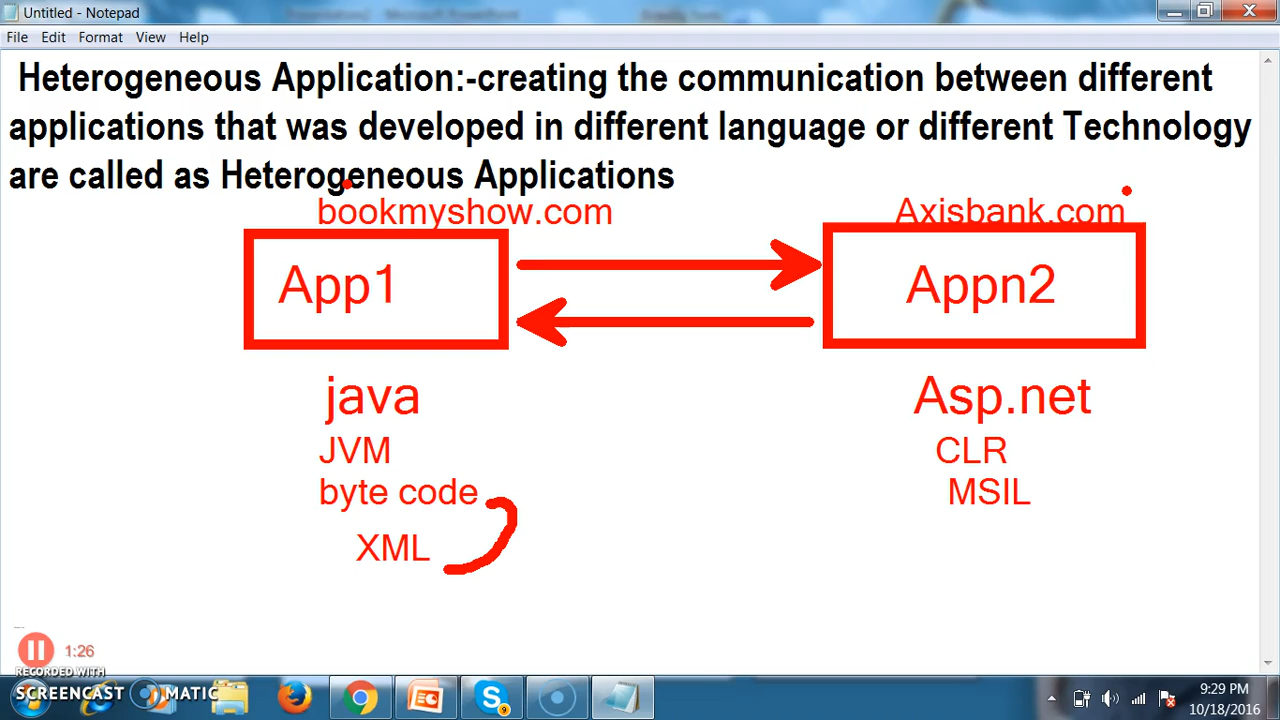 Untitled - Notepad
File Edit Format View Help
Heterogeneous Application:-creating the communication between different
applications that was developed in different language or different Technology
are called as Heterogeneous Applications
bookmyshow.com Axisbank.com
App1 Appn2
java Asp.net
JVM CLR
byte code MSIL
XML
1:26
RECORDED WITH
SCREENCAST MATIC
9:29 PM
10/18/2016